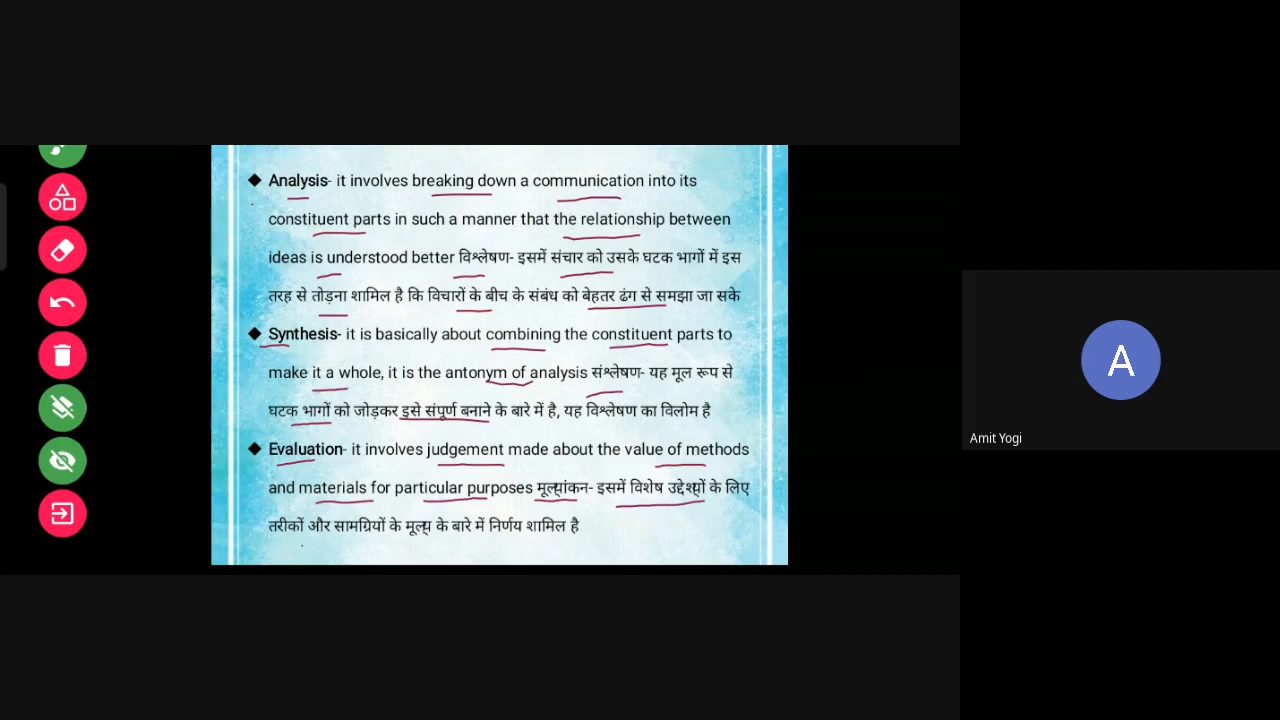 ◆ Analysis- it involves breaking down a communication into its
constituent parts in such a manner that the relationship between
ideas is understood better विश्लेषण- इसमें संचार को उसके घटक भागों में इस
तरह से तोड़ना शामिल है कि विचारों के बीच के संबंध को बेहतर ढंग से समझा जा सके
◆ Synthesis- it is basically about combining the constituent parts to
make it a whole, it is the antonym of analysis संश्लेषण- यह मूल रूप से
घटक भागों को जोड़कर इसे संपूर्ण बनाने के बारे में है, यह विश्लेषण का विलोम है
◆ Evaluation- it involves judgement made about the value of methods
and materials for particular purposes मूल्यांकन- इसमें विशेष उद्देश्यों के लिए
तरीकों और सामग्रियों के मूल्य के बारे में निर्णय शामिल है
A
Amit Yogi